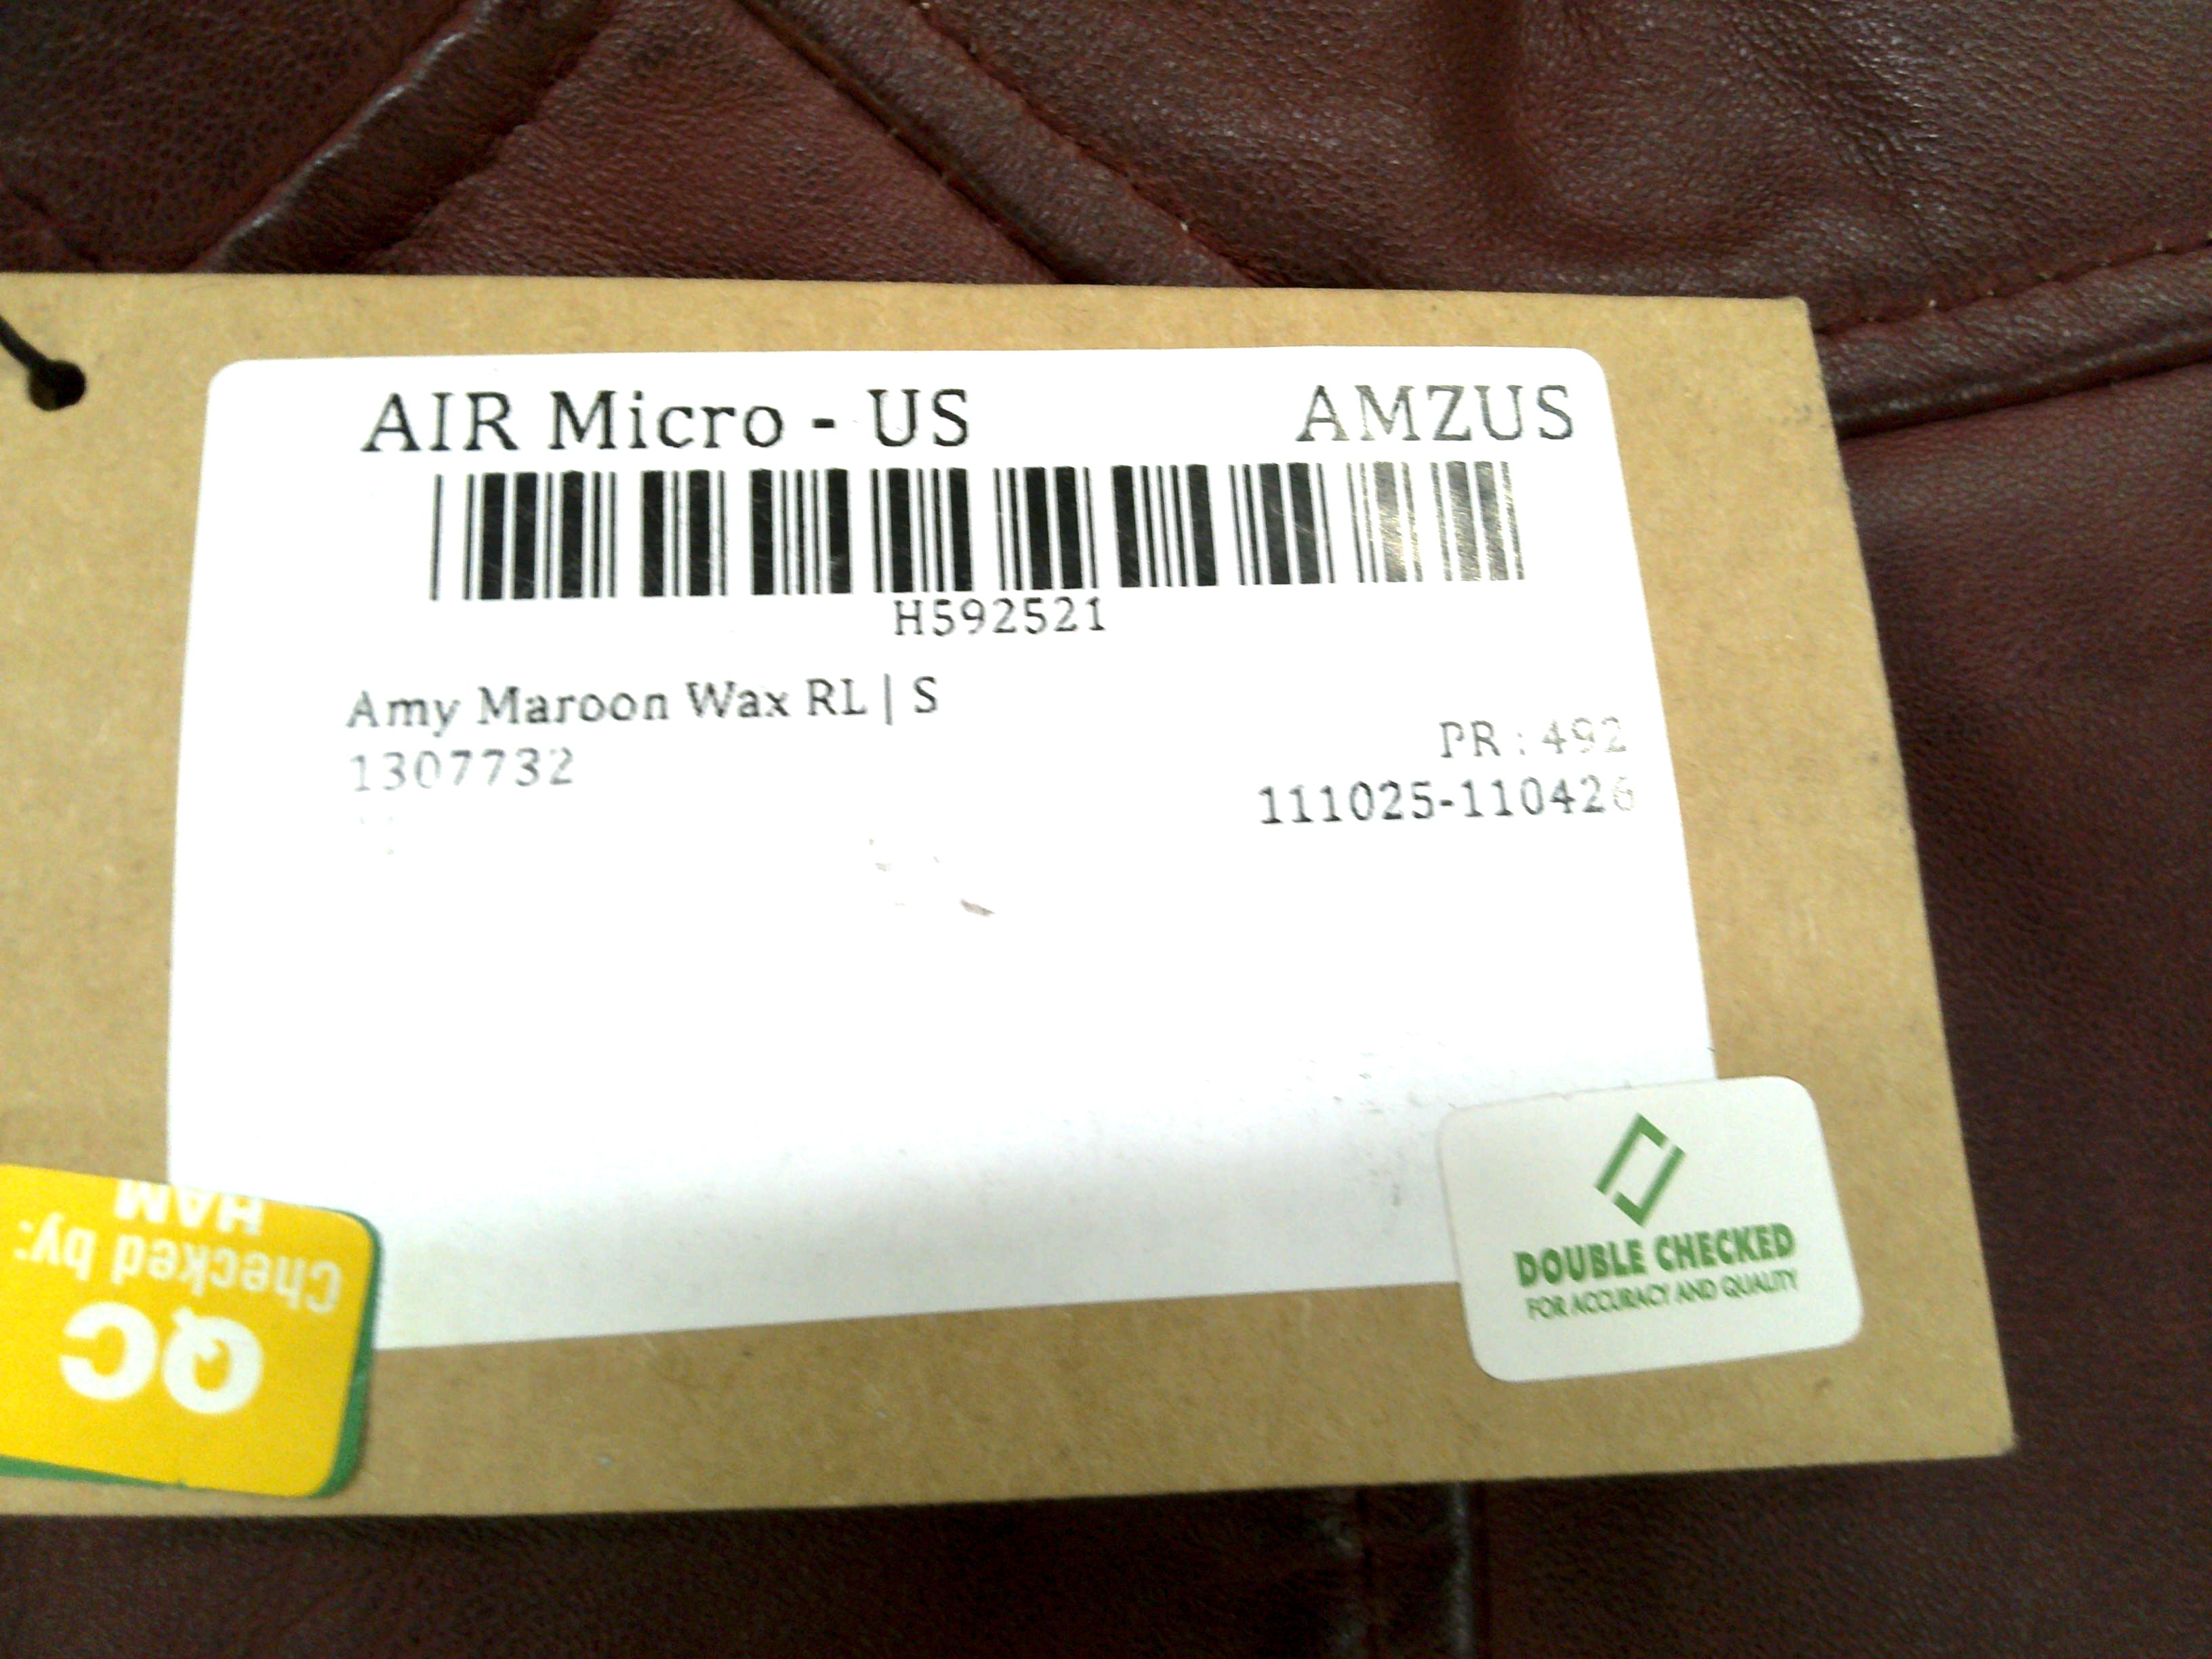 AIR Micro - US AMZUS
H592521
Amy Maroon Wax RL | S
1307732
PR : 492
111025-110426
QC
Checked by:
HAM
DOUBLE CHECKED
FOR ACCURACY AND QUALITY